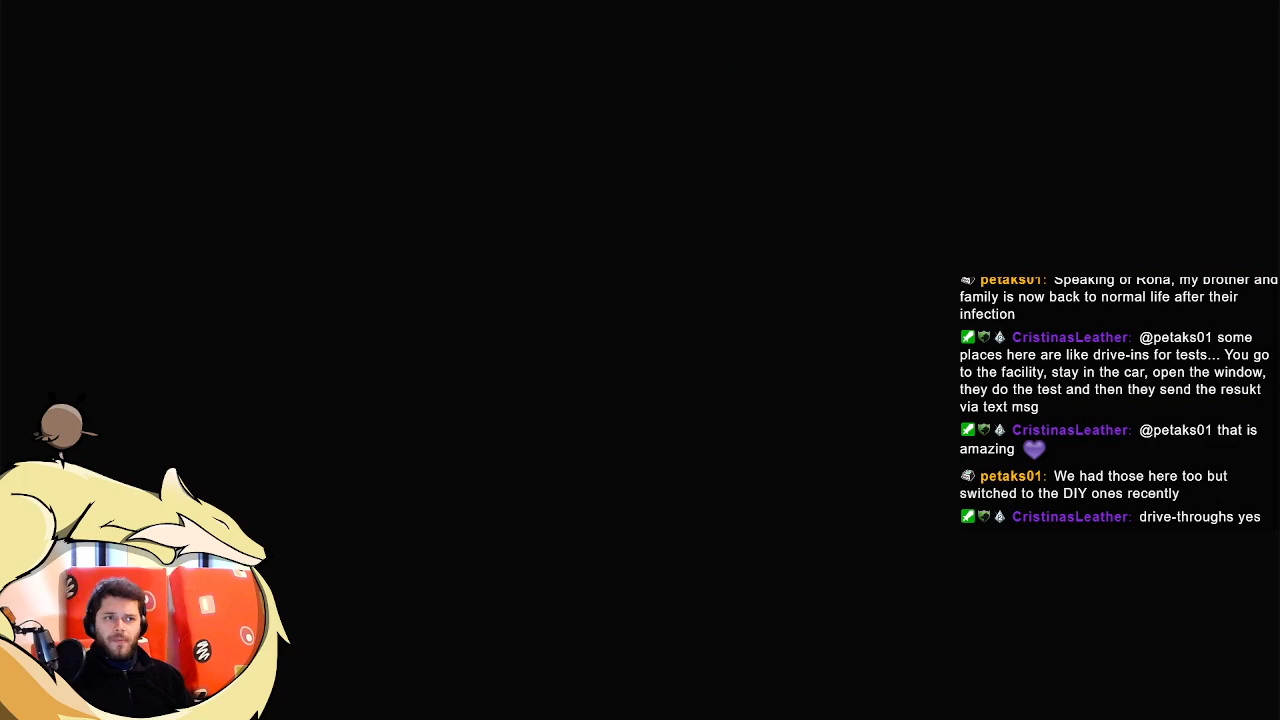 petaks01: Speaking of Rona, my brother and
family is now back to normal life after their
infection
CristinasLeather: @petaks01 some
places here are like drive-ins for tests... You go
to the facility, stay in the car, open the window,
they do the test and then they send the resukt
via text msg
CristinasLeather: @petaks01 that is
amazing
petaks01: We had those here too but
switched to the DIY ones recently
CristinasLeather: drive-throughs yes